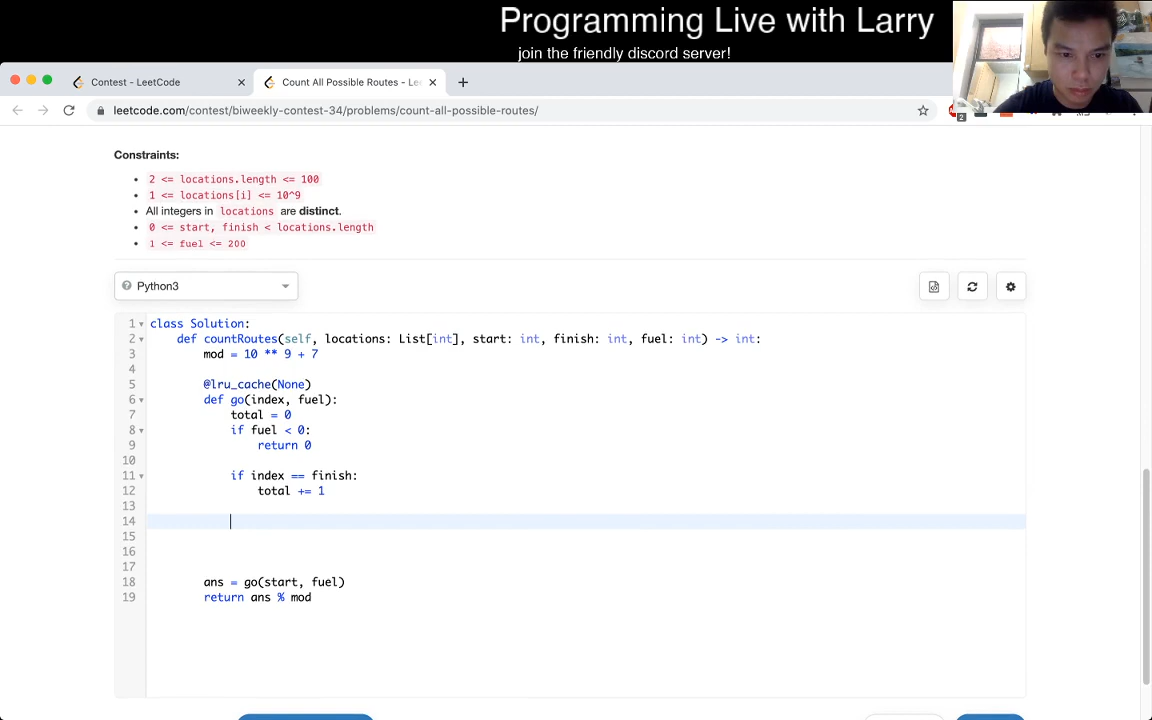 Programming Live with Larry
join the friendly discord server!
Contest - LeetCode
Count All Possible Routes - Le
leetcode.com/contest/biweekly-contest-34/problems/count-all-possible-routes/
2
Constraints:
2 <= locations.length <= 100
1 <= locations[i] <= 10^9
All integers in locations are distinct.
0 <= start, finish < locations.length
1 <= fuel <= 200
Python3
1 class Solution:
2 def countRoutes(self, locations: List[int], start: int, finish: int, fuel: int) -> int:
3 mod = 10 ** 9 + 7
4
5 @lru_cache(None)
6 def go(index, fuel):
7 total = 0
8 if fuel < 0:
9 return 0
10
11 if index == finish:
12 total += 1
13
14
15
16
17
18 ans = go(start, fuel)
19 return ans % mod